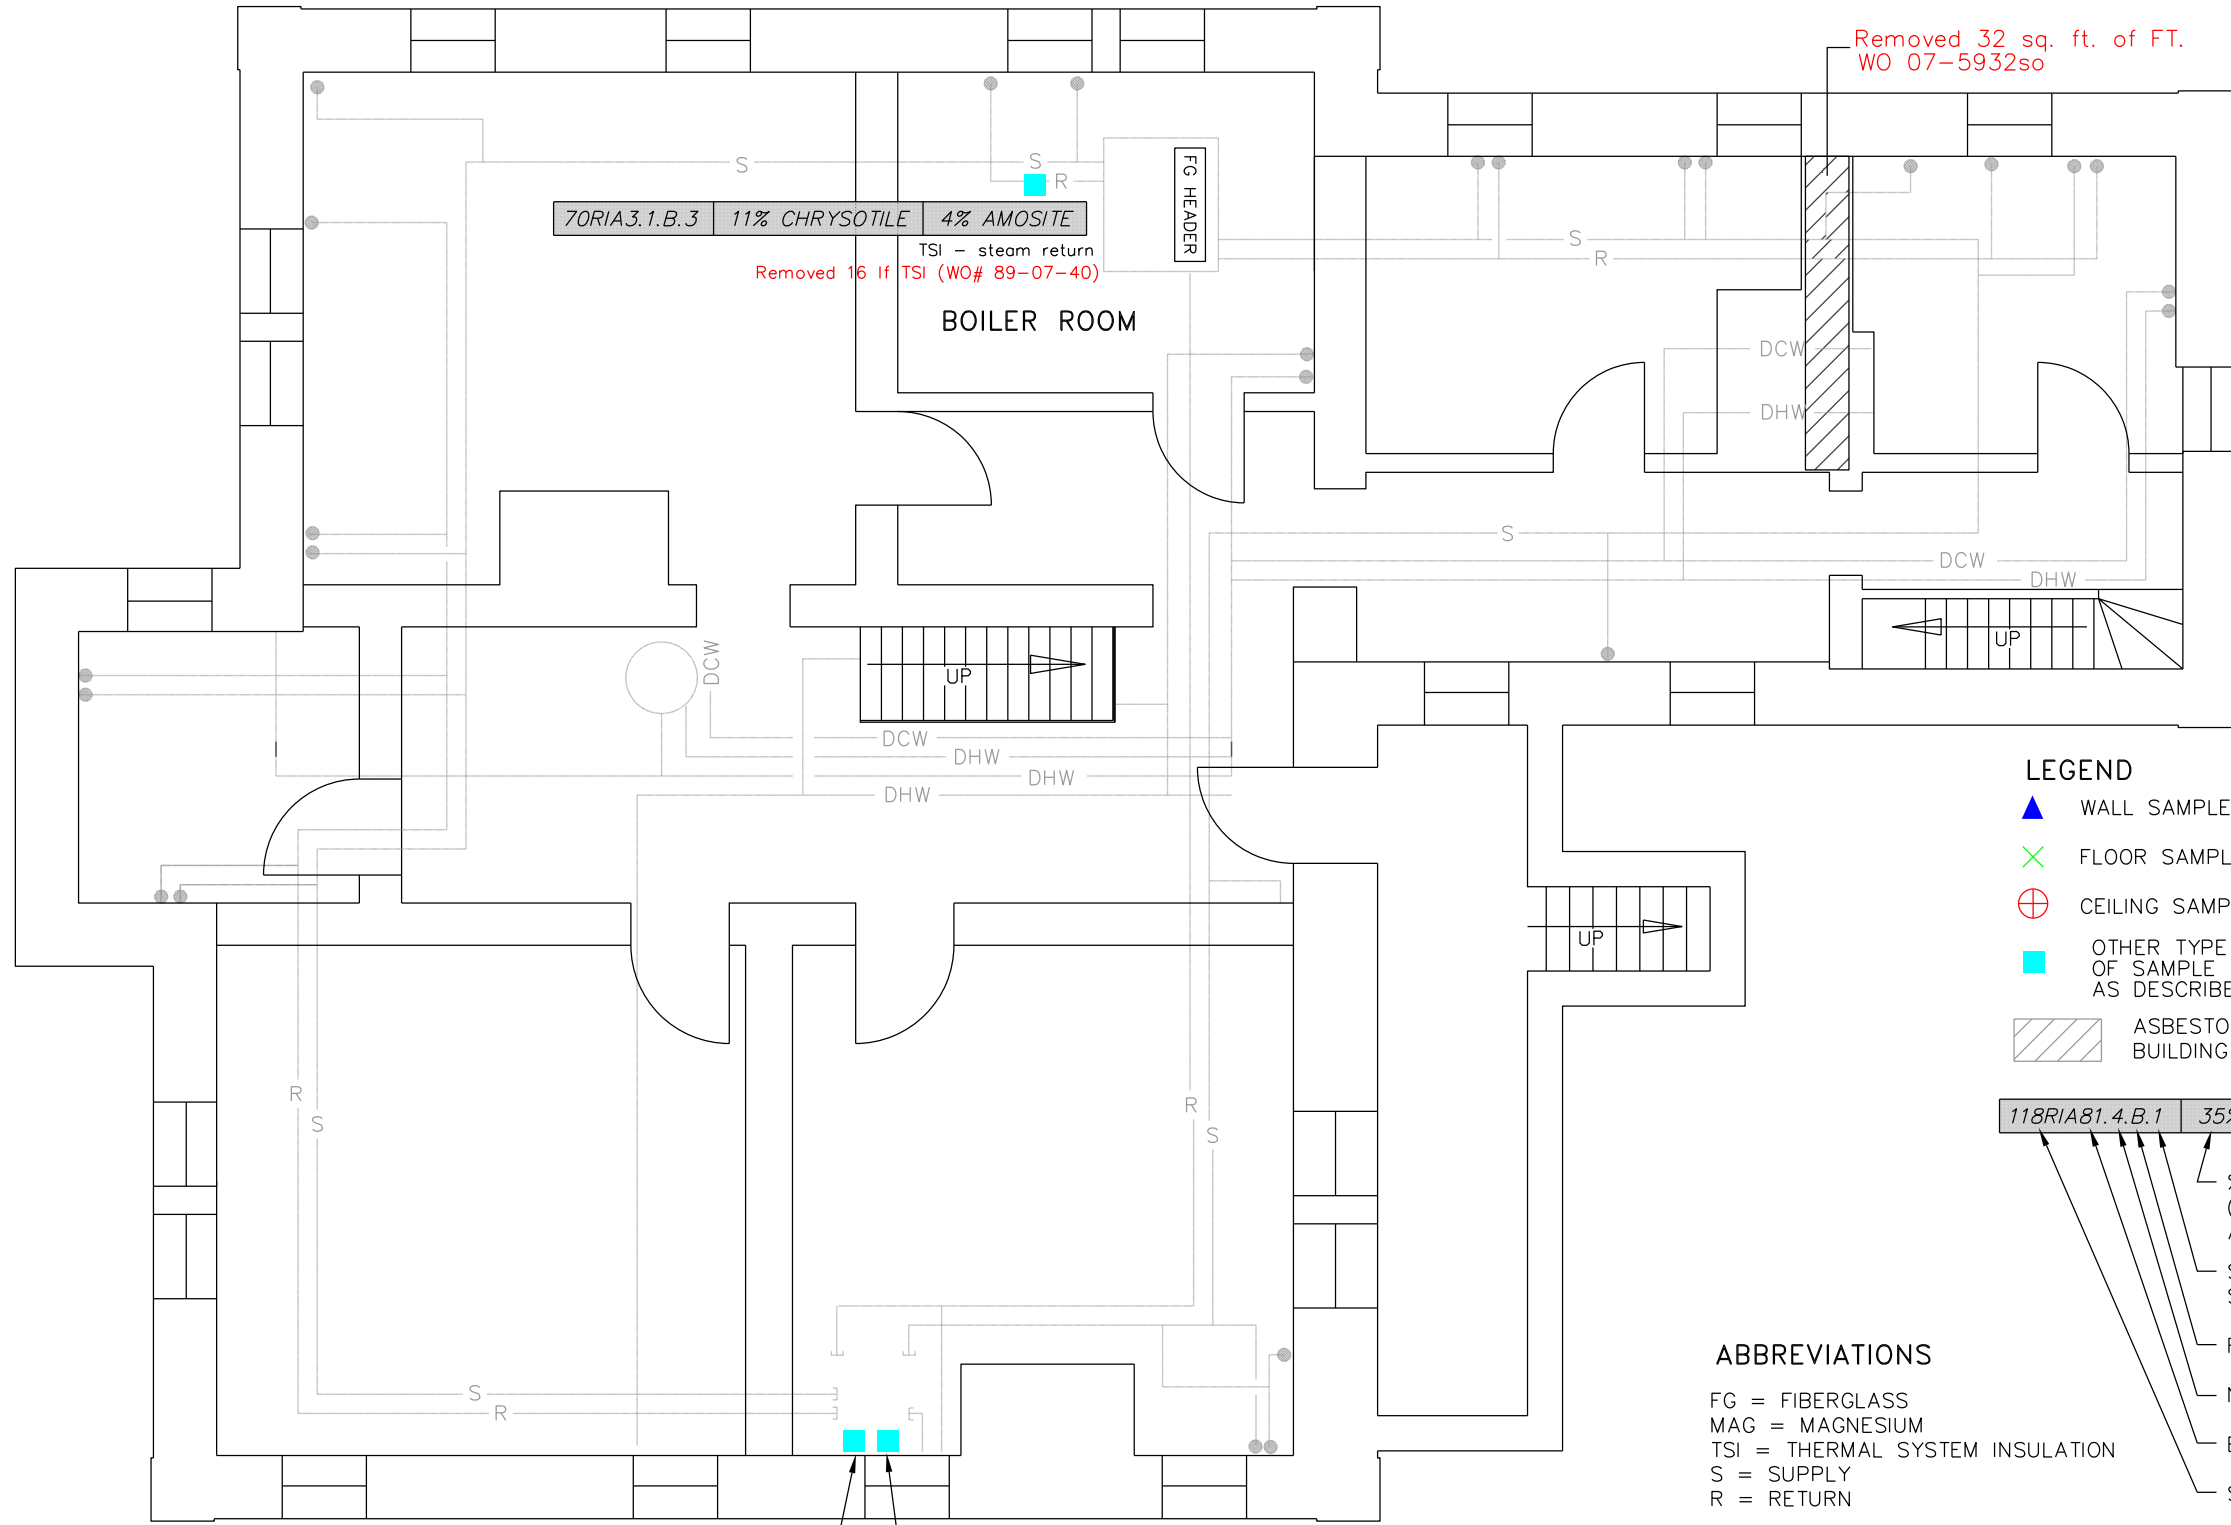 Removed 32 sq. ft. of FT.
WO 07-5932so
S
S
R
FG HEADER
70RIA3.1.B.3 11% CHRYSOTILE 4% AMOSITE
TSI - steam return
Removed 16 lf TSI (WO# 89-07-40)
BOILER ROOM
S
R
DCW
DHW
S
DCW
DHW
UP
DCW
UP
DCW
DHW
DHW
DHW
UP
R
S
R
S
S
R
LEGEND
WALL SAMPLE
FLOOR SAMPL
CEILING SAMP
OTHER TYPE
OF SAMPLE
AS DESCRIBE
ASBESTO
BUILDING
118RIA81.4.B.1 35%
ABBREVIATIONS
FG = FIBERGLASS
MAG = MAGNESIUM
TSI = THERMAL SYSTEM INSULATION
S = SUPPLY
R = RETURN